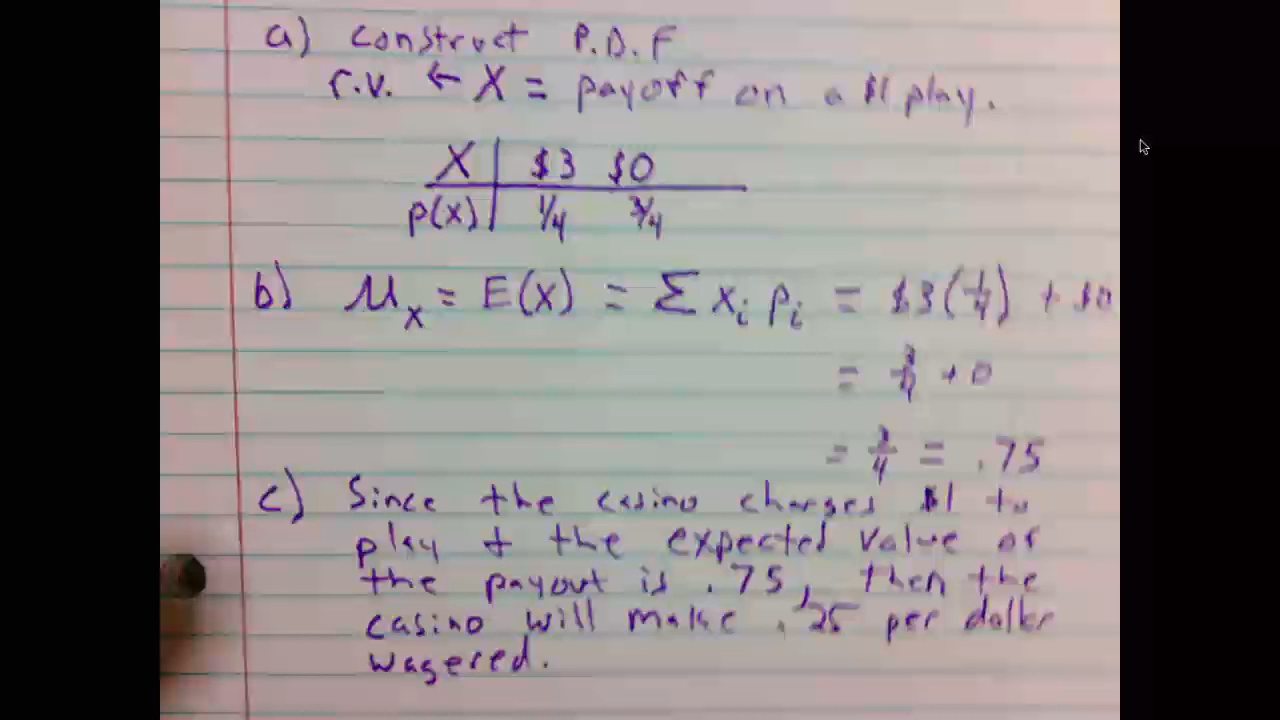 a) construct P.D.F
r.v. ← X = payoff on a $1 play.
X | $3 $0
p(x) | 1/4 3/4
b) μₓ = E(x) = Σ xᵢ pᵢ = $3(1/4) + $0
= 3/4 + 0
= 3/4 = .75
c) Since the casino charges $1 to
play & the expected value of
the payout is .75, then the
casino will make .25 per dollar
wagered.